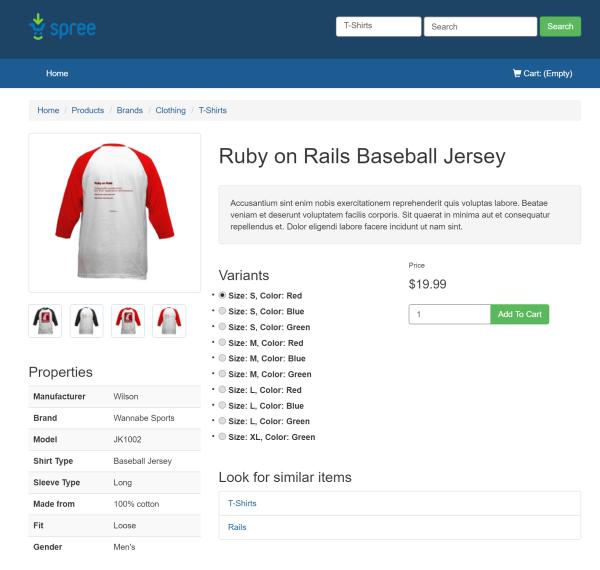 spree
T-Shirts
Search
Search
Home
Cart: (Empty)
Home / Products / Brands / Clothing / T-Shirts
Ruby on Rails
Ruby on Rails Baseball Jersey
Accusantium sint enim nobis exercitationem reprehenderit quis voluptas labore. Beatae
veniam et deserunt voluptatem facilis corporis. Sit quaerat in minima aut et consequatur
repellendus et. Dolor eligendi labore facere incidunt ut nam sint.
Variants
Size: S, Color: Red
Size: S, Color: Blue
Size: S, Color: Green
Size: M, Color: Red
Size: M, Color: Blue
Size: M, Color: Green
Size: L, Color: Red
Size: L, Color: Blue
Size: L, Color: Green
Size: XL, Color: Green
Price
$19.99
1
Add To Cart
Properties
Manufacturer Wilson
Brand Wannabe Sports
Model JK1002
Shirt Type Baseball Jersey
Sleeve Type Long
Made from 100% cotton
Fit Loose
Gender Men's
Look for similar items
T-Shirts
Rails